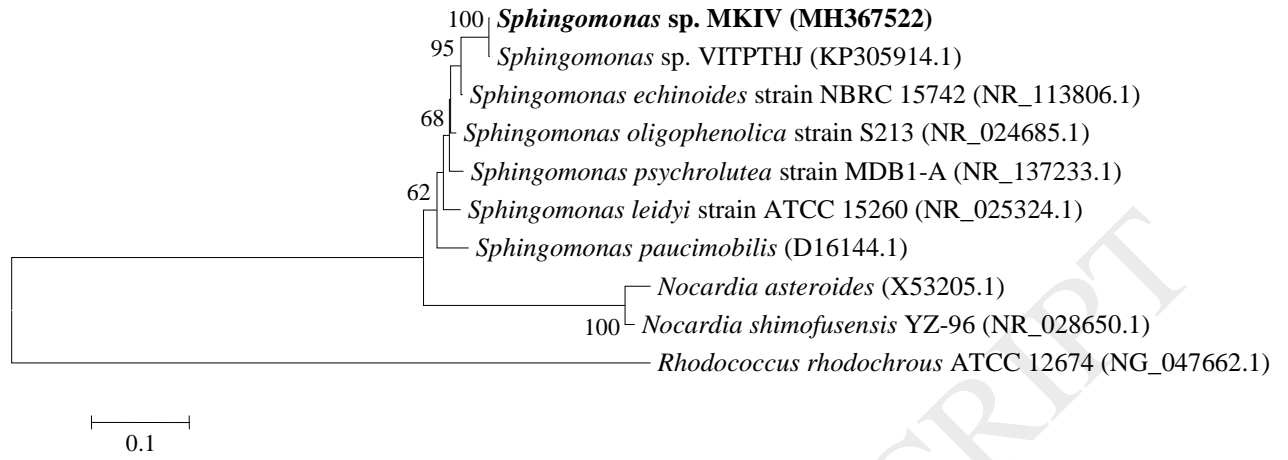 100 Sphingomonas sp. MKIV (MH367522)
95 Sphingomonas sp. VITPTHJ (KP305914.1)
Sphingomonas echinoides strain NBRC 15742 (NR_113806.1)
68 Sphingomonas oligophenolica strain S213 (NR_024685.1)
Sphingomonas psychrolutea strain MDB1-A (NR_137233.1)
62 Sphingomonas leidyi strain ATCC 15260 (NR_025324.1)
Sphingomonas paucimobilis (D16144.1)
Nocardia asteroides (X53205.1)
100 Nocardia shimofusensis YZ-96 (NR_028650.1)
Rhodococcus rhodochrous ATCC 12674 (NG_047662.1)
0.1
CRIPT